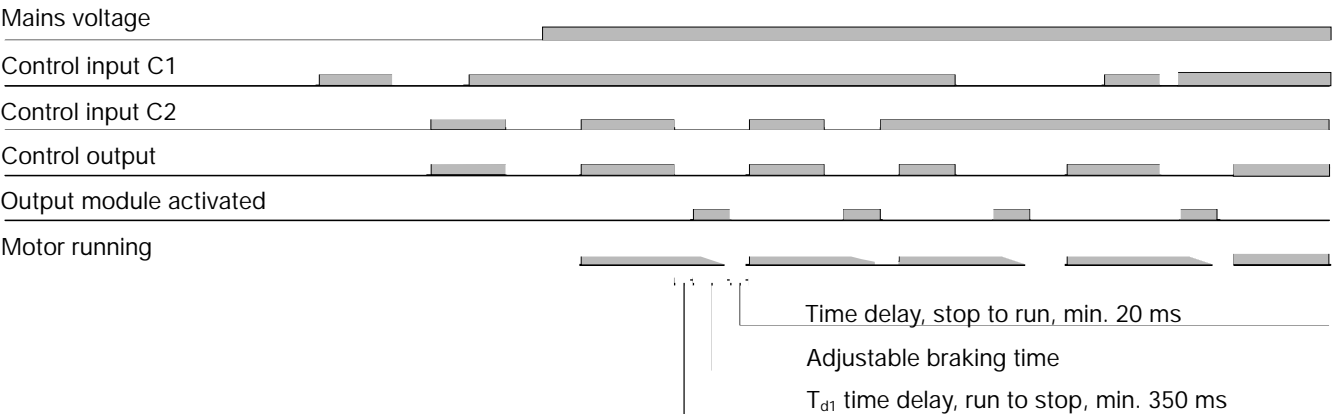 Mains voltage
Control input C1
Control input C2
Control output
Output module activated
Motor running
Time delay, stop to run, min. 20 ms
Adjustable braking time
Td1 time delay, run to stop, min. 350 ms